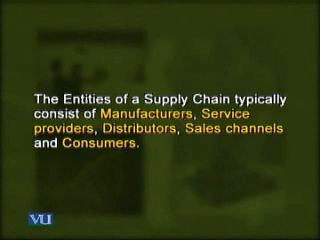 The Entities of a Supply Chain typically
consist of Manufacturers, Service
providers, Distributors, Sales channels
and Consumers.
VU